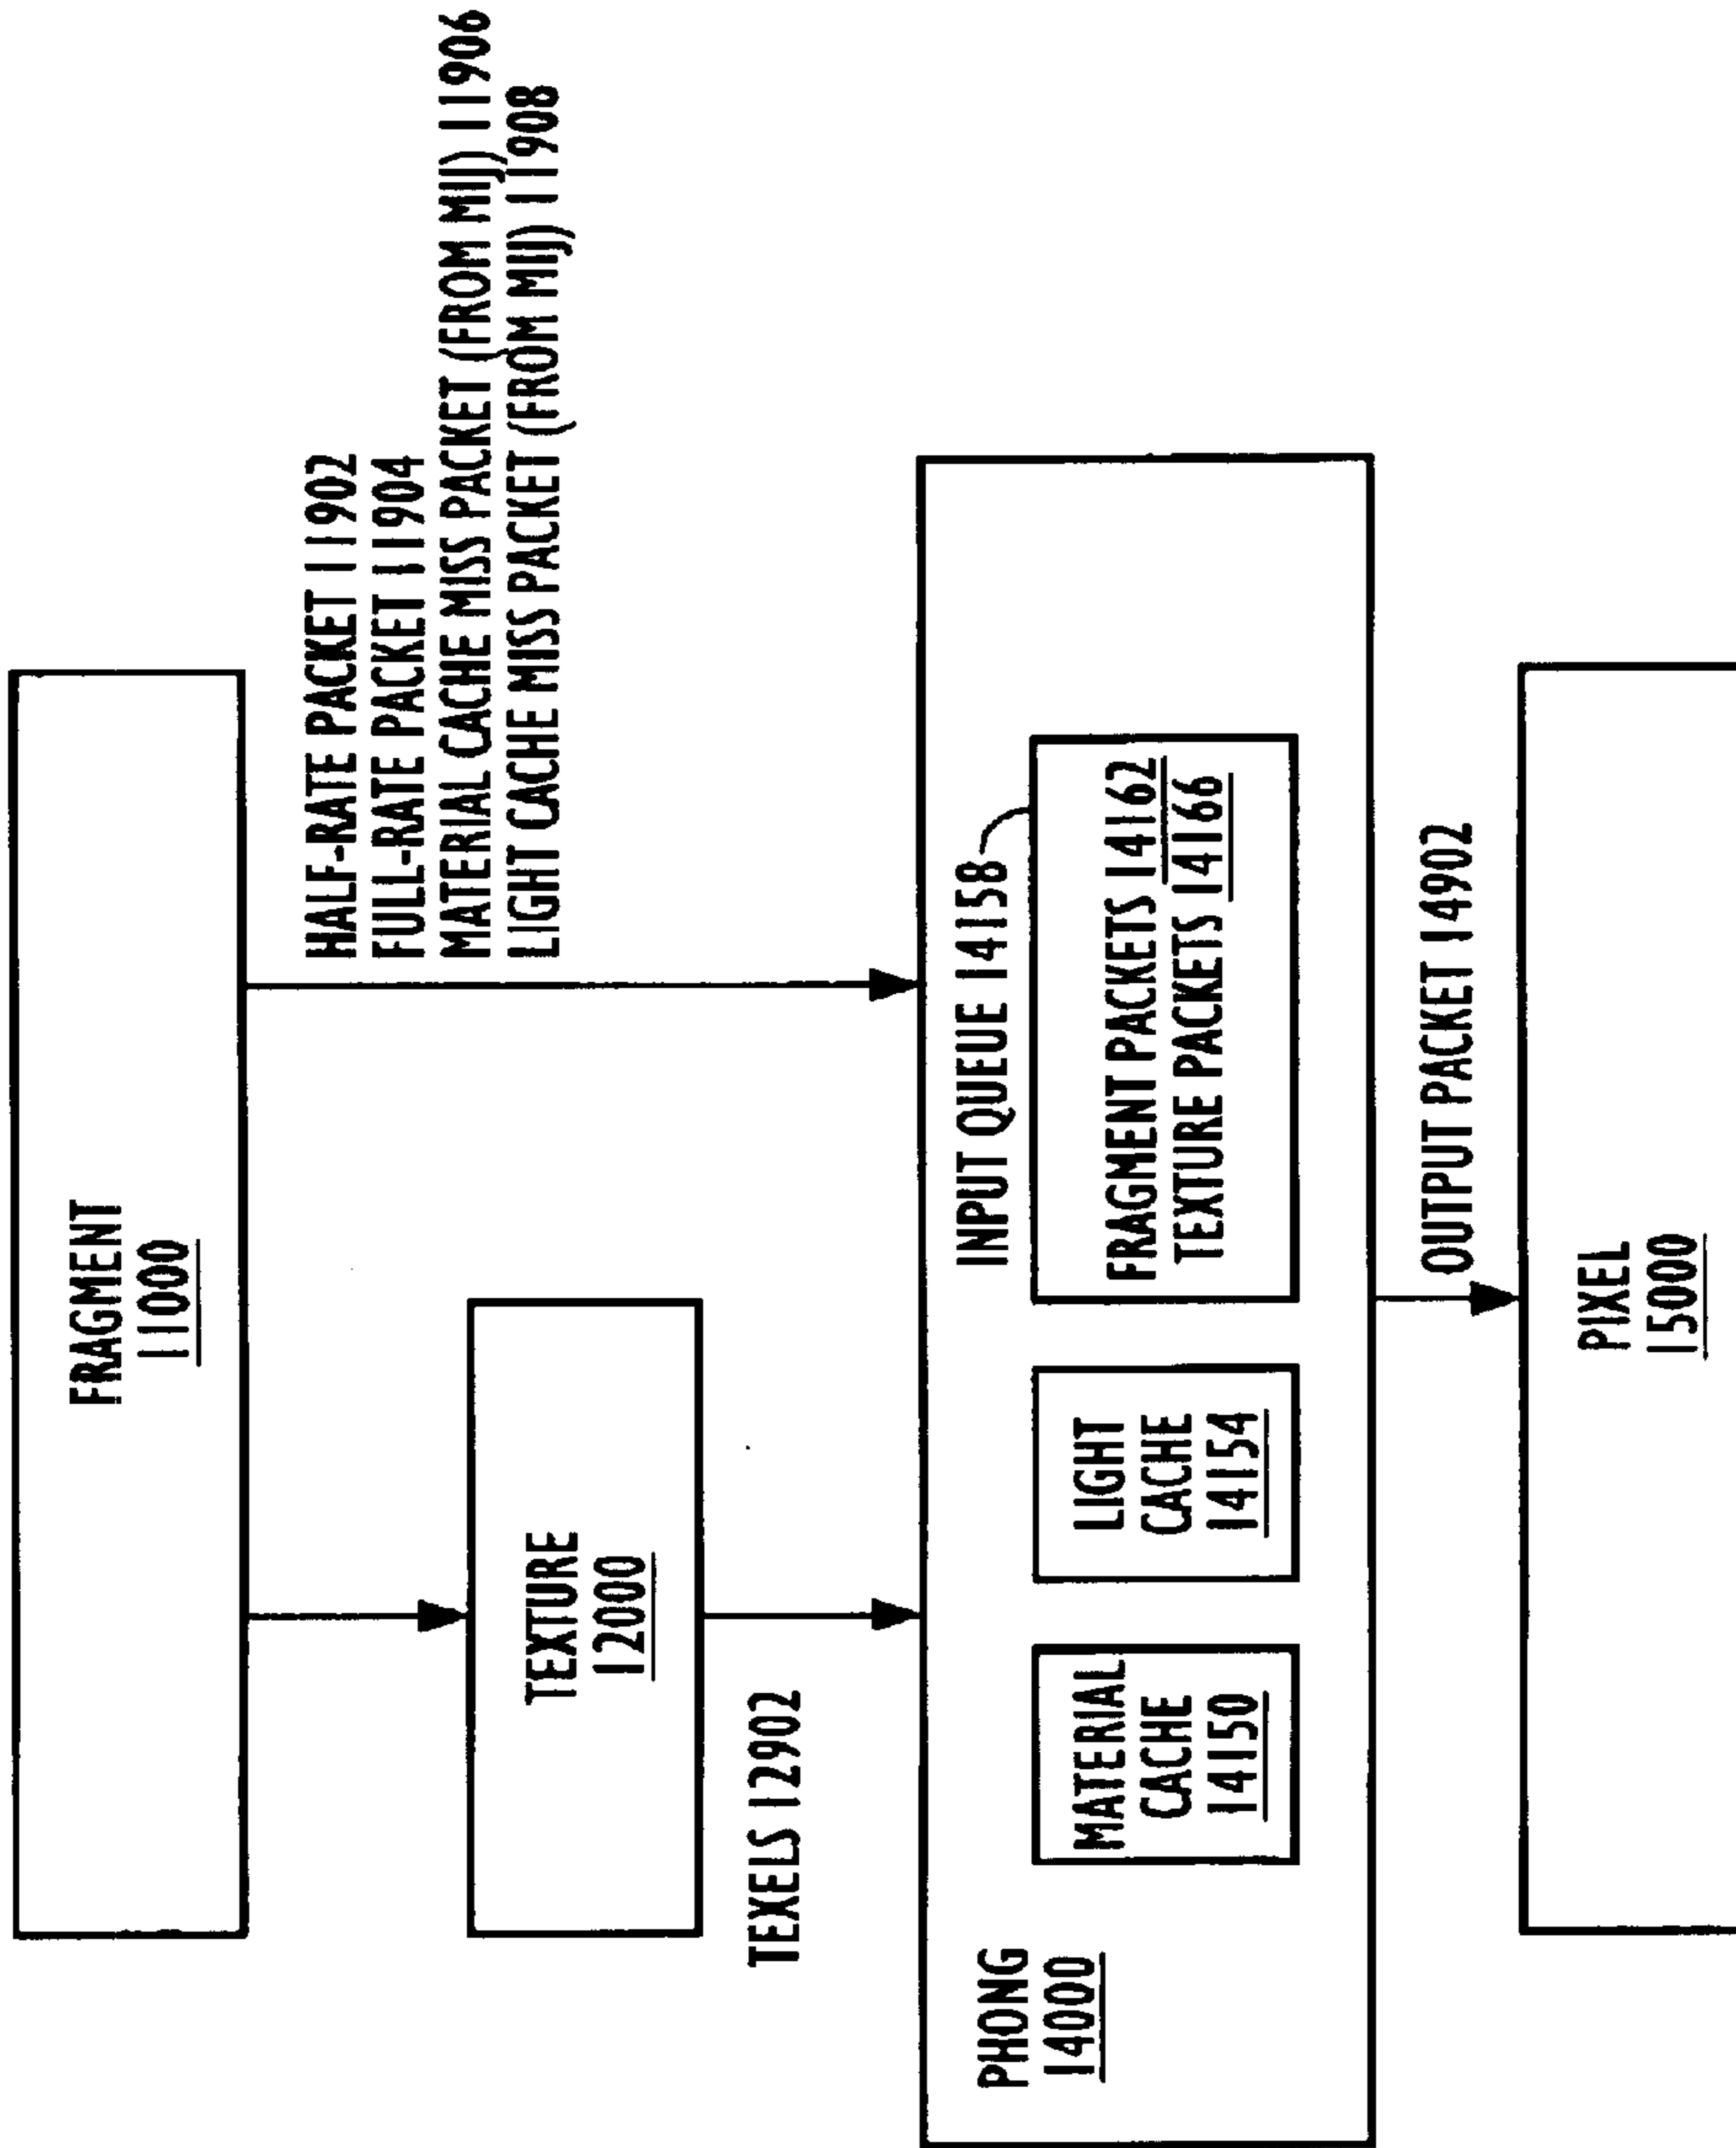 FRAGMENT
11000
HALF-RATE PACKET 11902
FULL-RATE PACKET 11904
MATERIAL CACHE MISS PACKET (FROM MIJ) 11906
LIGHT CACHE MISS PACKET (FROM MIJ) 11908
TEXTURE
12000
TEXELS 12902
PHONG
14000
MATERIAL
CACHE
14150
LIGHT
CACHE
14154
INPUT QUEUE 14158
FRAGMENT PACKETS 14162
TEXTURE PACKETS 14166
OUTPUT PACKET 14902
PIXEL
15000